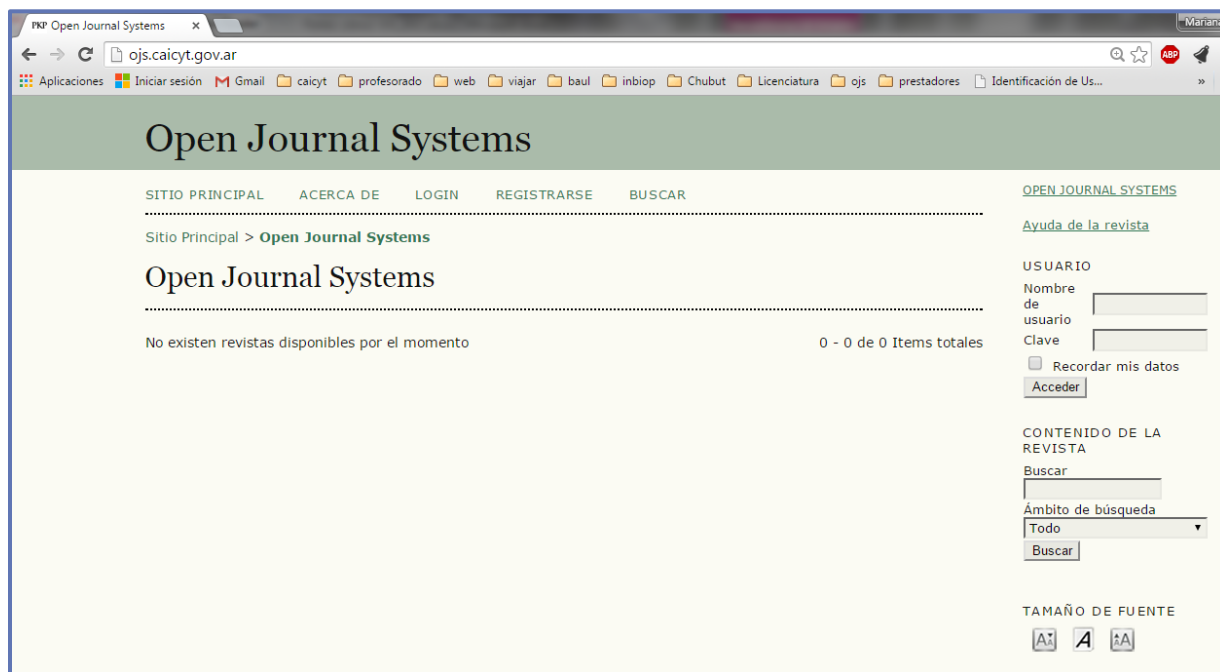 PKP Open Journal Systems
Mariana
ojs.caicyt.gov.ar
ABP
Aplicaciones Iniciar sesión Gmail caicyt profesorado web viajar baul inbiop Chubut Licenciatura ojs prestadores Identificación de Us... »
Open Journal Systems
SITIO PRINCIPAL ACERCA DE LOGIN REGISTRARSE BUSCAR
Sitio Principal > Open Journal Systems
Open Journal Systems
No existen revistas disponibles por el momento 0 - 0 de 0 Items totales
OPEN JOURNAL SYSTEMS
Ayuda de la revista
USUARIO
Nombre
de
usuario
Clave
Recordar mis datos
Acceder
CONTENIDO DE LA
REVISTA
Buscar
Ámbito de búsqueda
Todo
Buscar
TAMAÑO DE FUENTE
A A A